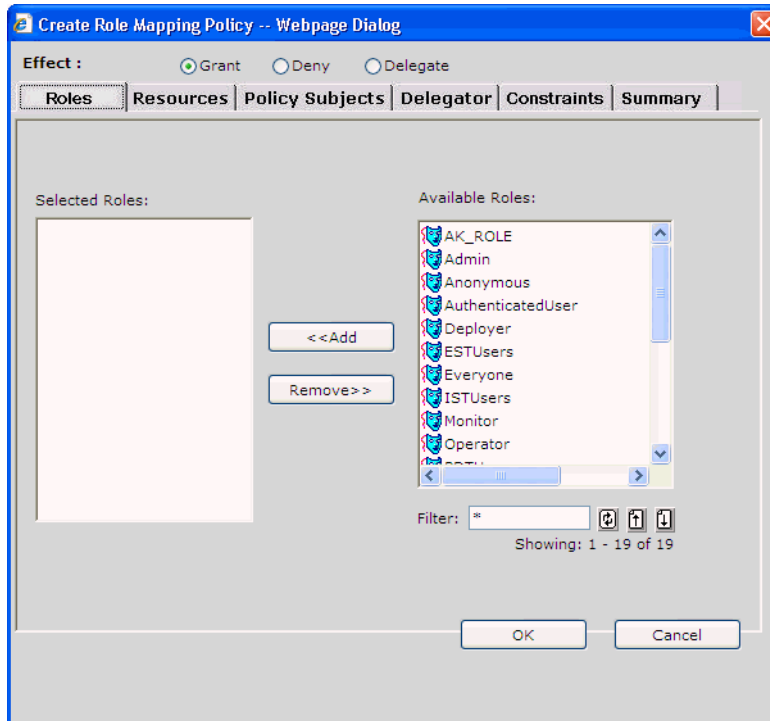 Create Role Mapping Policy -- Webpage Dialog
Effect : Grant Deny Delegate
Roles Resources Policy Subjects Delegator Constraints Summary
Selected Roles:
Available Roles:
AK_ROLE
Admin
Anonymous
AuthenticatedUser
Deployer
ESTUsers
Everyone
ISTUsers
Monitor
Operator
<<Add
Remove>>
Filter: *
Showing: 1 - 19 of 19
OK Cancel